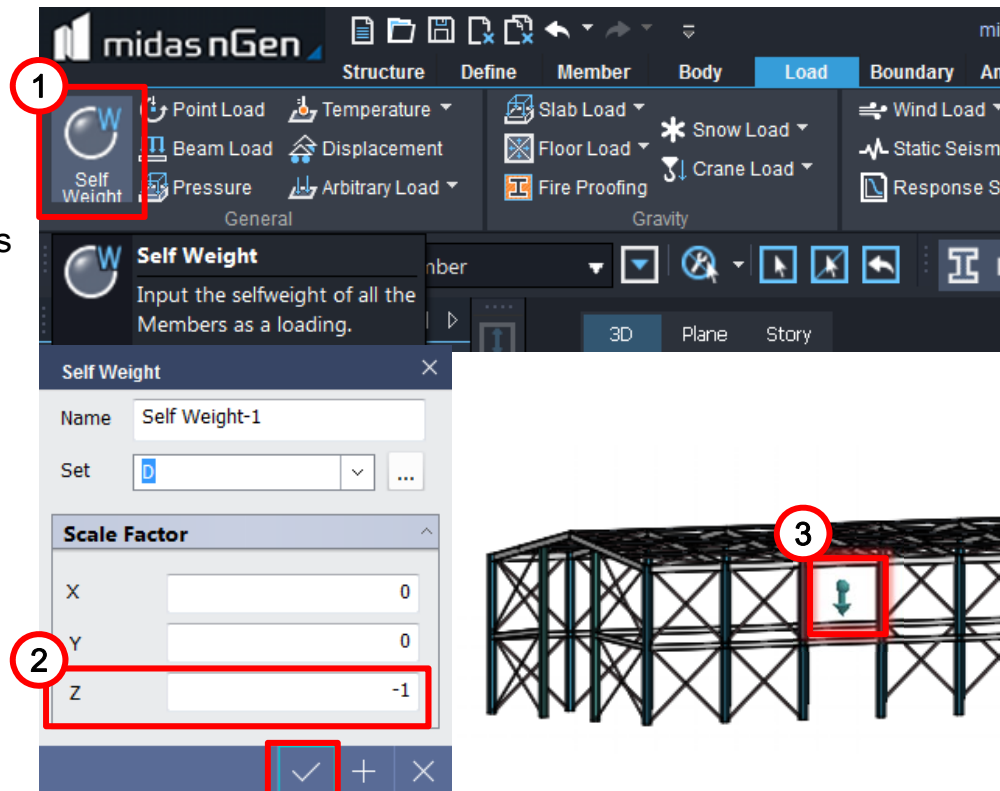 midas nGen
mi
Structure Define Member Body Load Boundary An
1
W
Self
Weight
Point Load Temperature Slab Load Snow Load Wind Load
Beam Load Displacement Floor Load Crane Load Static Seism
Pressure Arbitrary Load Fire Proofing Response S
General Gravity
s
W
Self Weight
Input the selfweight of all the
Members as a loading.
mber
3D Plane Story
Self Weight
Name Self Weight-1
Set D ...
Scale Factor
X 0
Y 0
2
Z -1
3